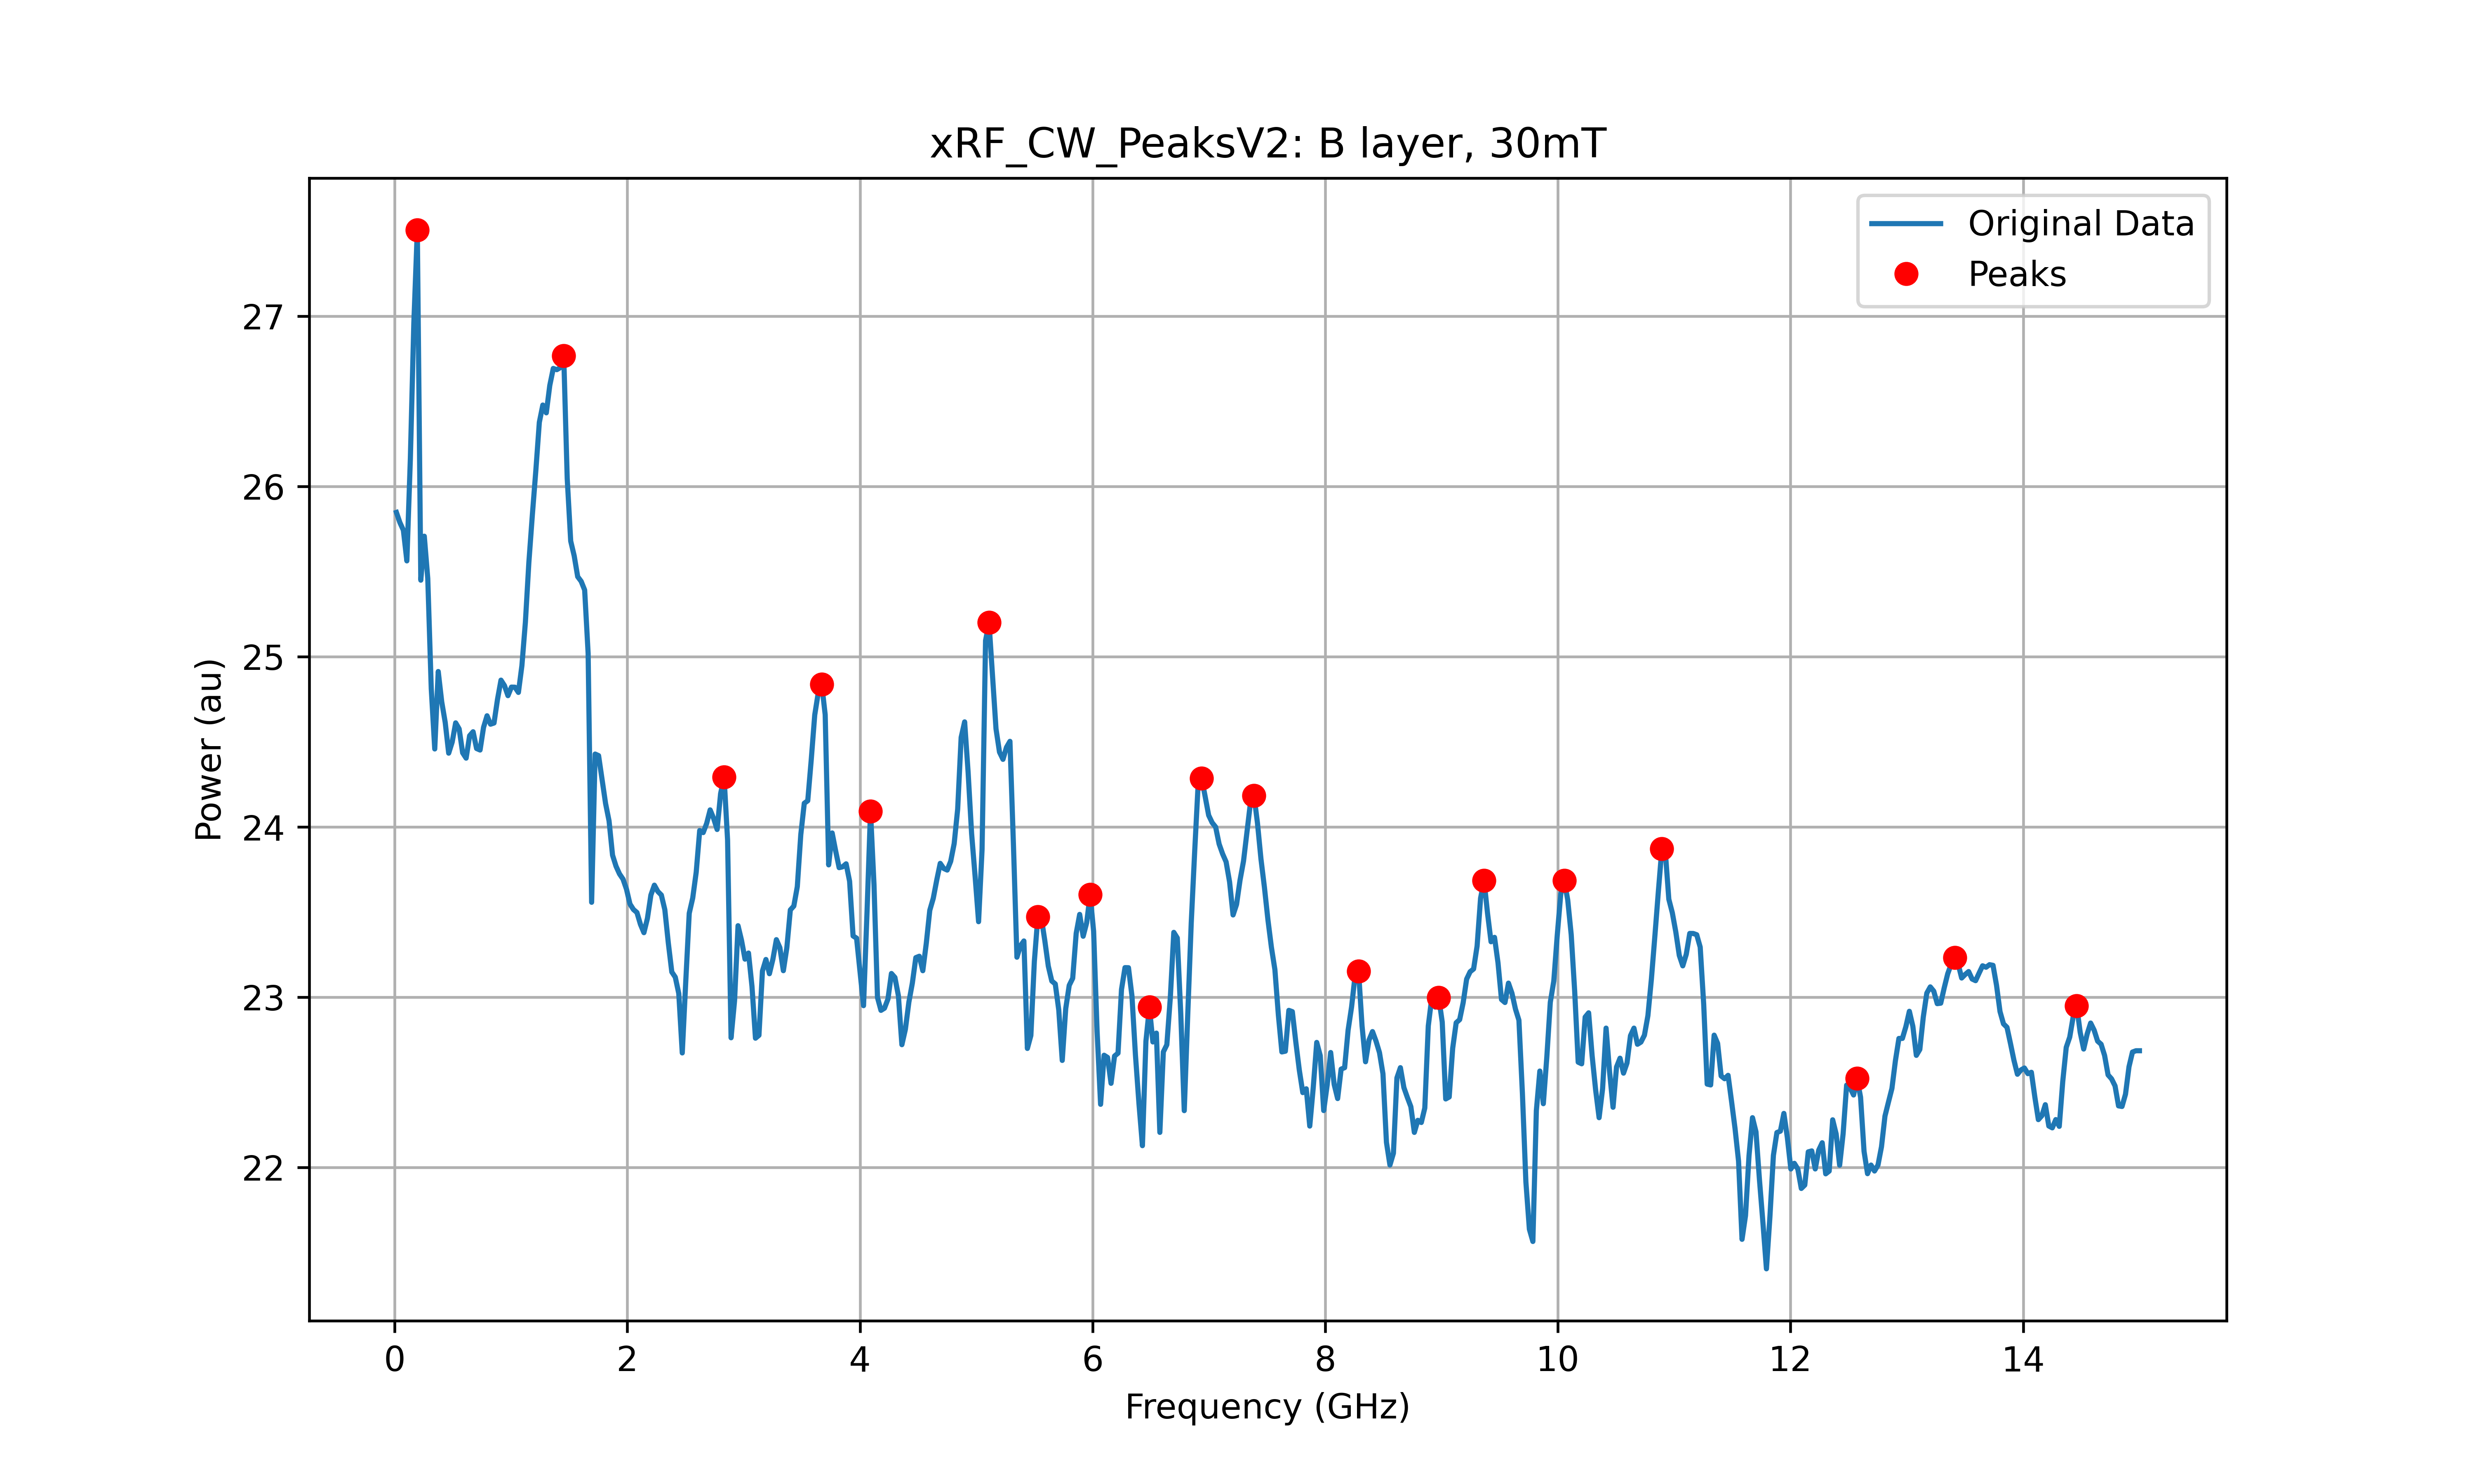 xRF_CW_PeaksV2: B layer, 30mT
Original Data
Peaks
27
26
25
24
23
22
Power (au)
0 2 4 6 8 10 12 14
Frequency (GHz)